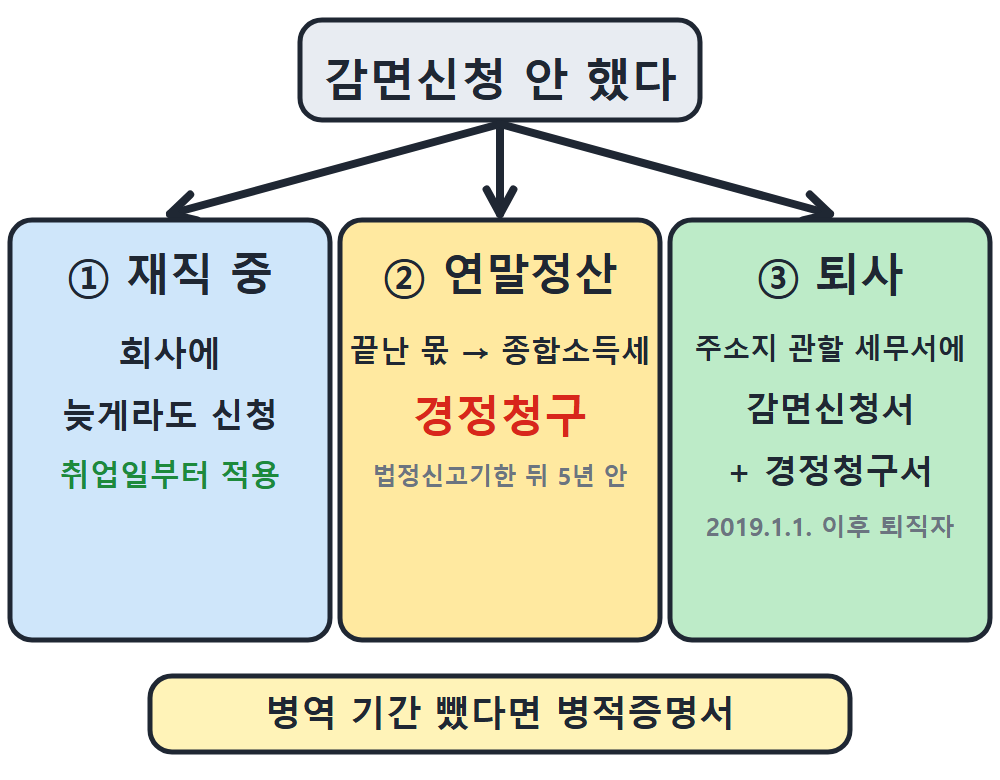 감면신청 안 했다
① 재직 중
회사에
늦게라도 신청
취업일부터 적용
② 연말정산
끝난 몫 → 종합소득세
경정청구
법정신고기한 뒤 5년 안
③ 퇴사
주소지 관할 세무서에
감면신청서
+ 경정청구서
2019.1.1. 이후 퇴직자
병역 기간 뺐다면 병적증명서